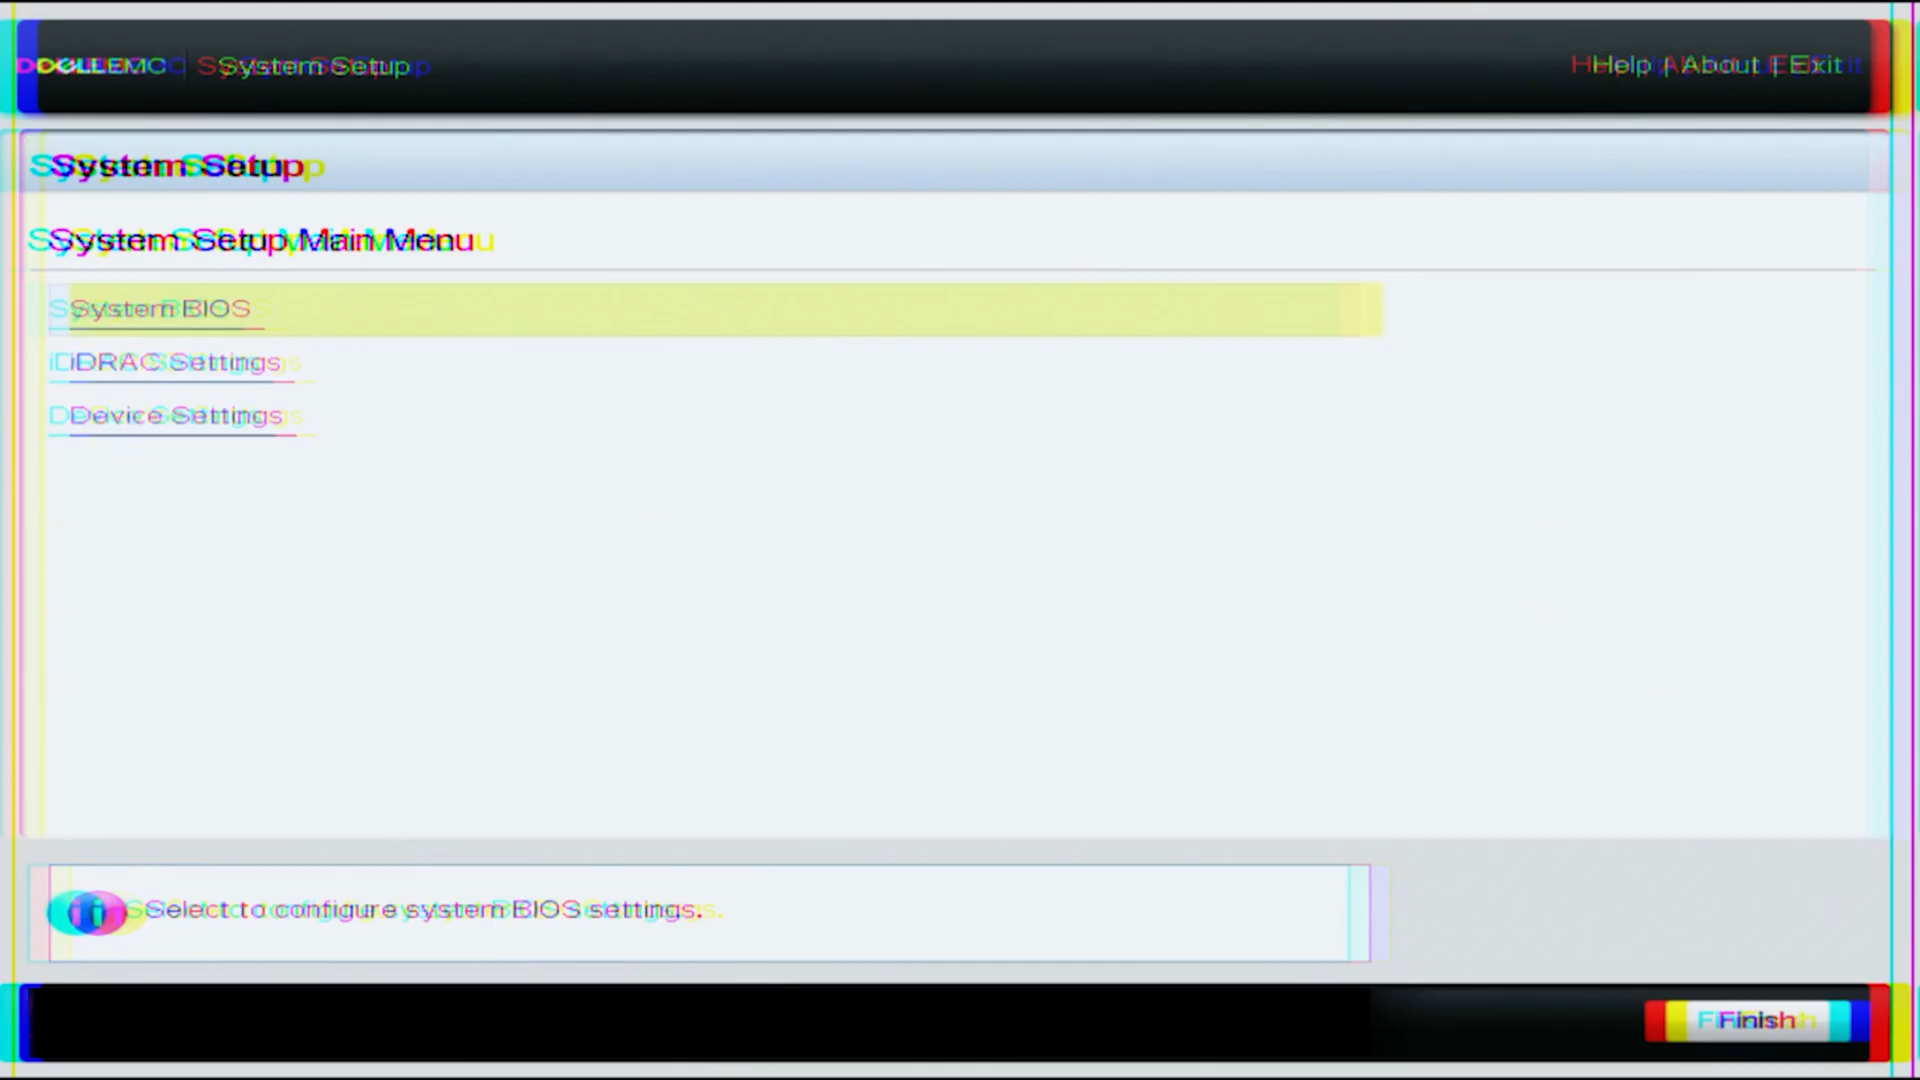 DELL EMC | System Setup
Help | About | Exit
System Setup
System Setup Main Menu
System BIOS
iDRAC Settings
Device Settings
i Select to configure system BIOS settings.
Finish